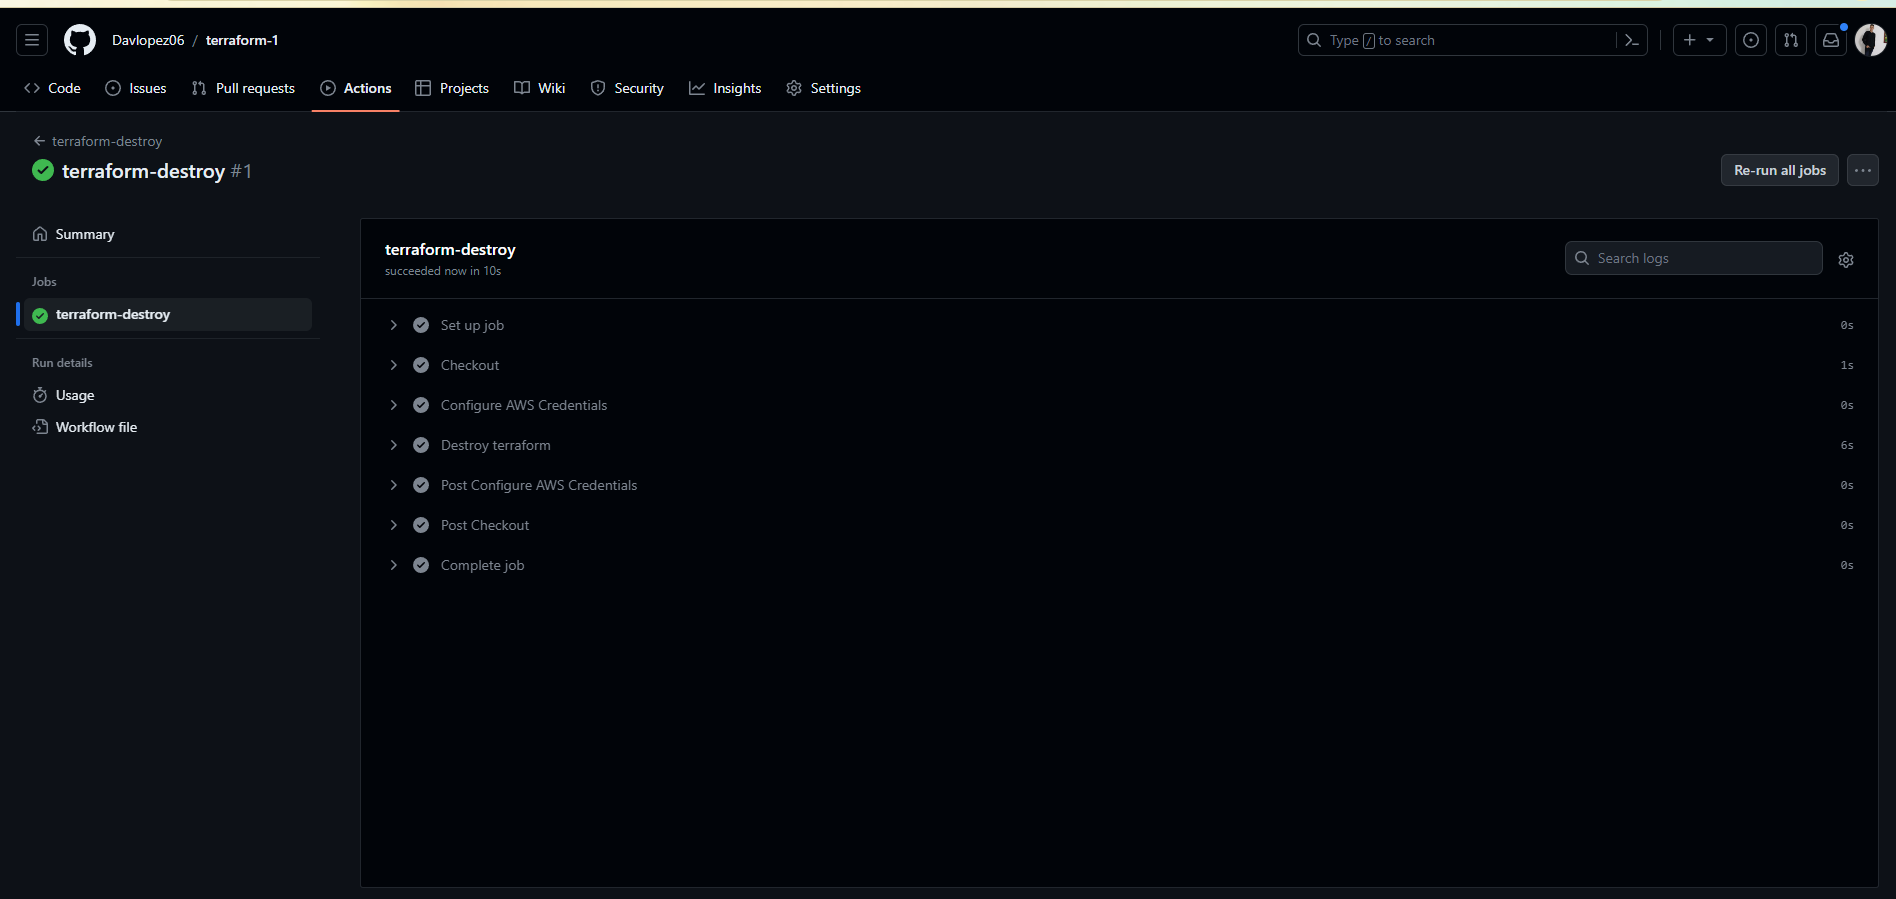 Davlopez06 / terraform-1
Type / to search
Code Issues Pull requests Actions Projects Wiki Security Insights Settings
terraform-destroy
terraform-destroy #1
Re-run all jobs
Summary
Jobs
terraform-destroy
Run details
Usage
Workflow file
terraform-destroy
succeeded now in 10s
Search logs
Set up job 0s
Checkout 1s
Configure AWS Credentials 0s
Destroy terraform 6s
Post Configure AWS Credentials 0s
Post Checkout 0s
Complete job 0s